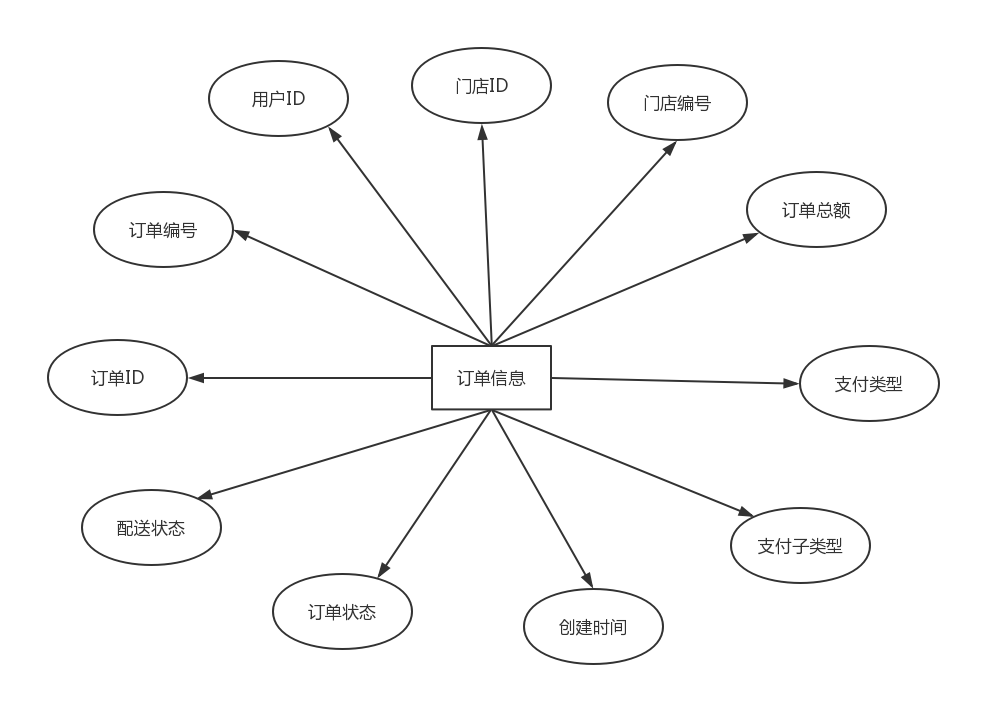 门店ID
用户ID
门店编号
订单总额
订单编号
订单ID
订单信息
支付类型
配送状态
支付子类型
订单状态
创建时间